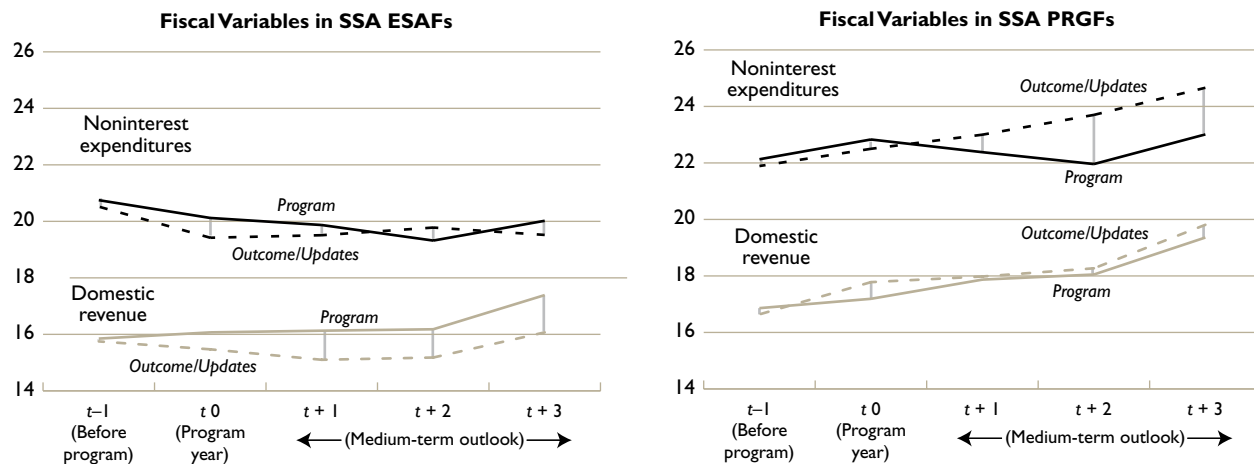 Fiscal Variables in SSA ESAFs
26
24
22
20
18
16
14
Noninterest
expenditures
Program
Outcome/Updates
Domestic
revenue
Program
Outcome/Updates
t–1
(Before
program)
t 0
(Program
year)
t + 1
t + 2
t + 3
(Medium-term outlook)
Fiscal Variables in SSA PRGFs
26
24
22
20
18
16
14
Noninterest
expenditures
Outcome/Updates
Program
Domestic
revenue
Outcome/Updates
Program
t–1
(Before
program)
t 0
(Program
year)
t + 1
t + 2
t + 3
(Medium-term outlook)